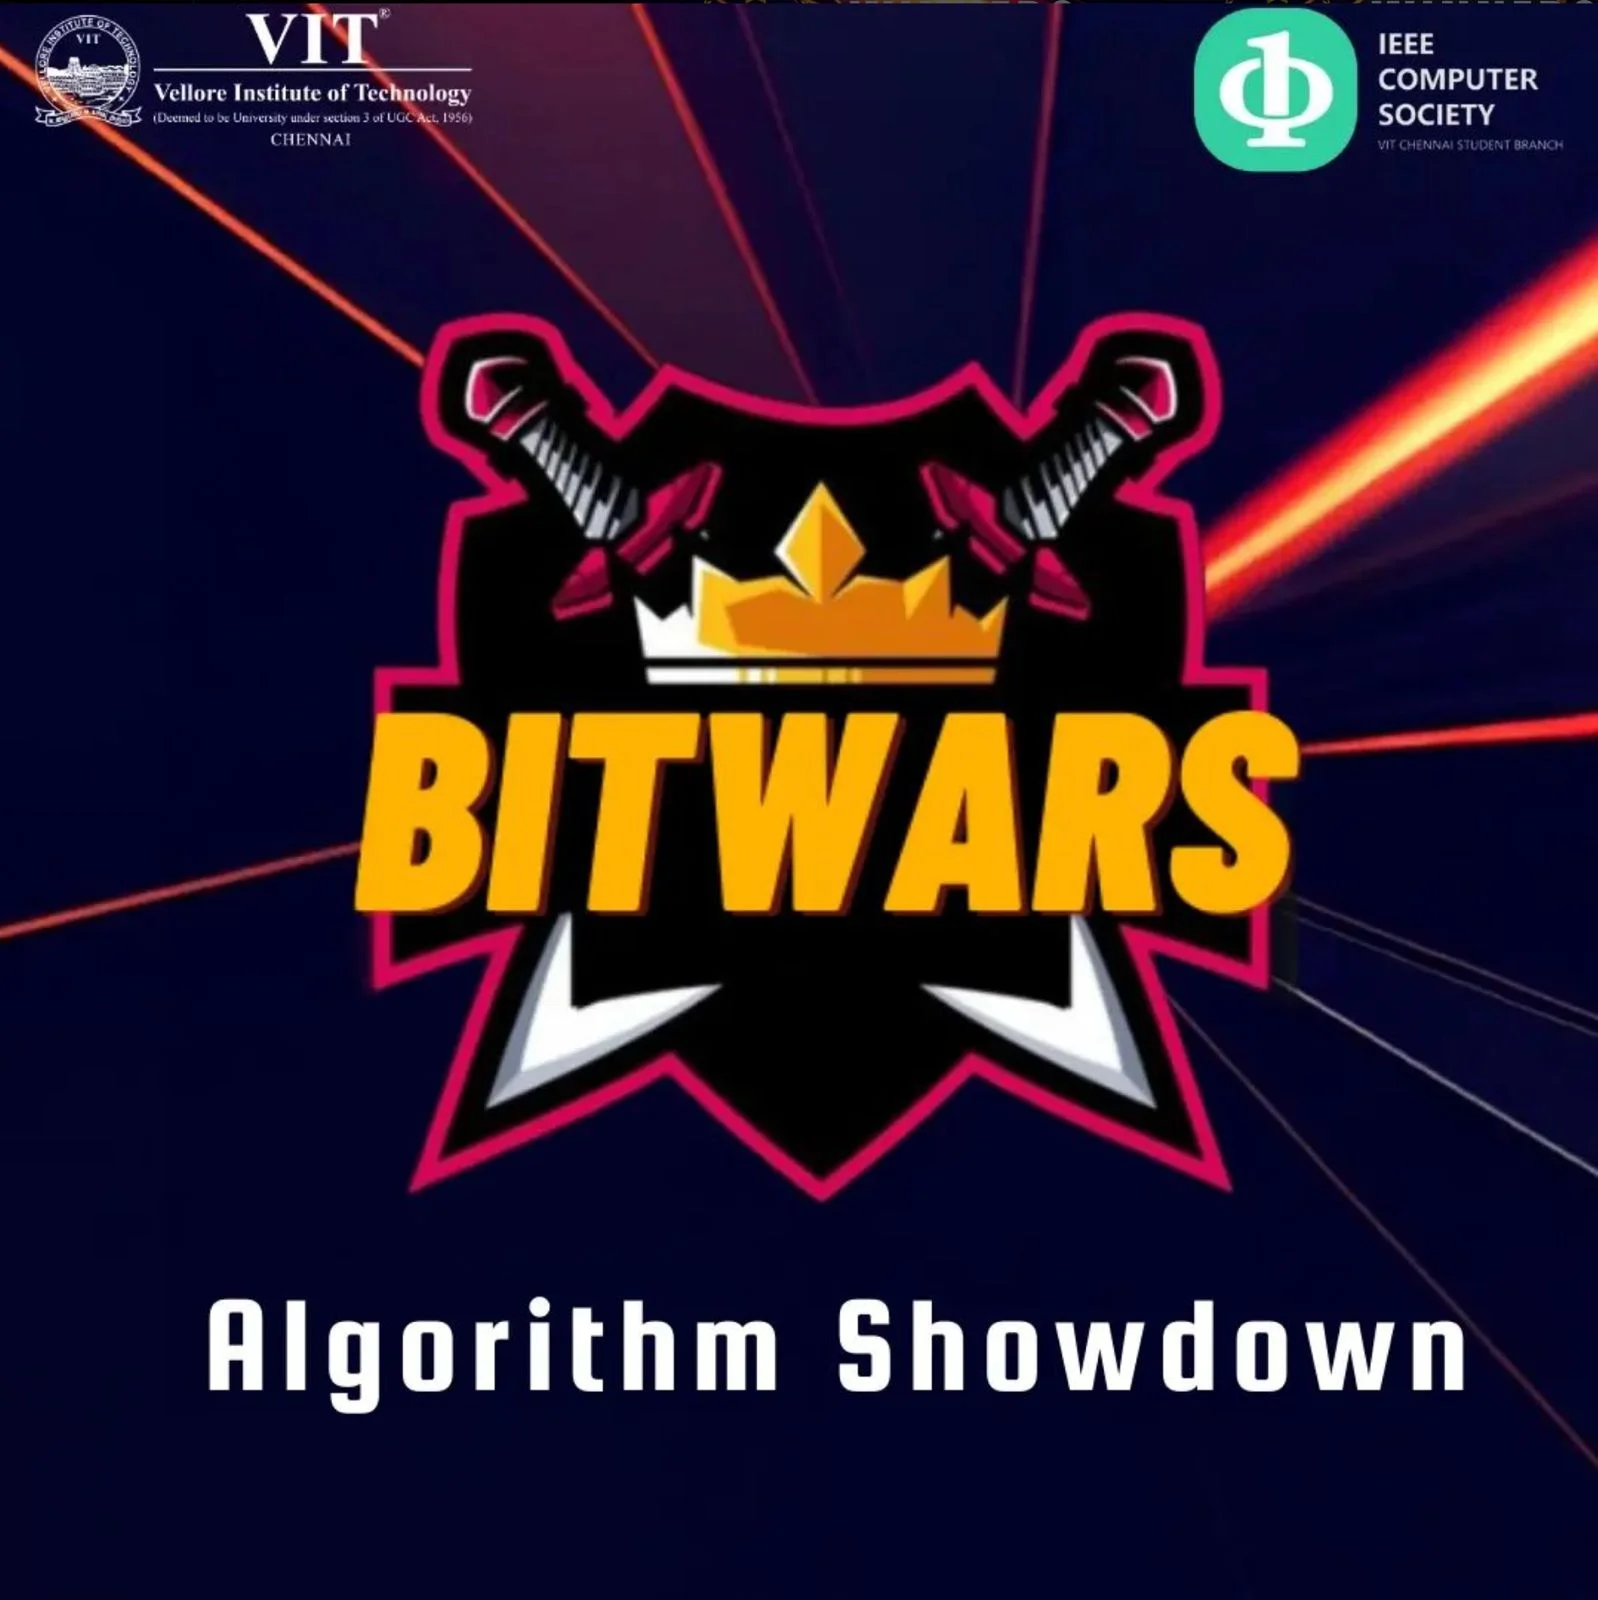 VIT®
Vellore Institute of Technology
(Deemed to be University under section 3 of UGC Act, 1956)
CHENNAI
VIT
IEEE
COMPUTER
SOCIETY
VIT CHENNAI STUDENT BRANCH
BITWARS
Algorithm Showdown